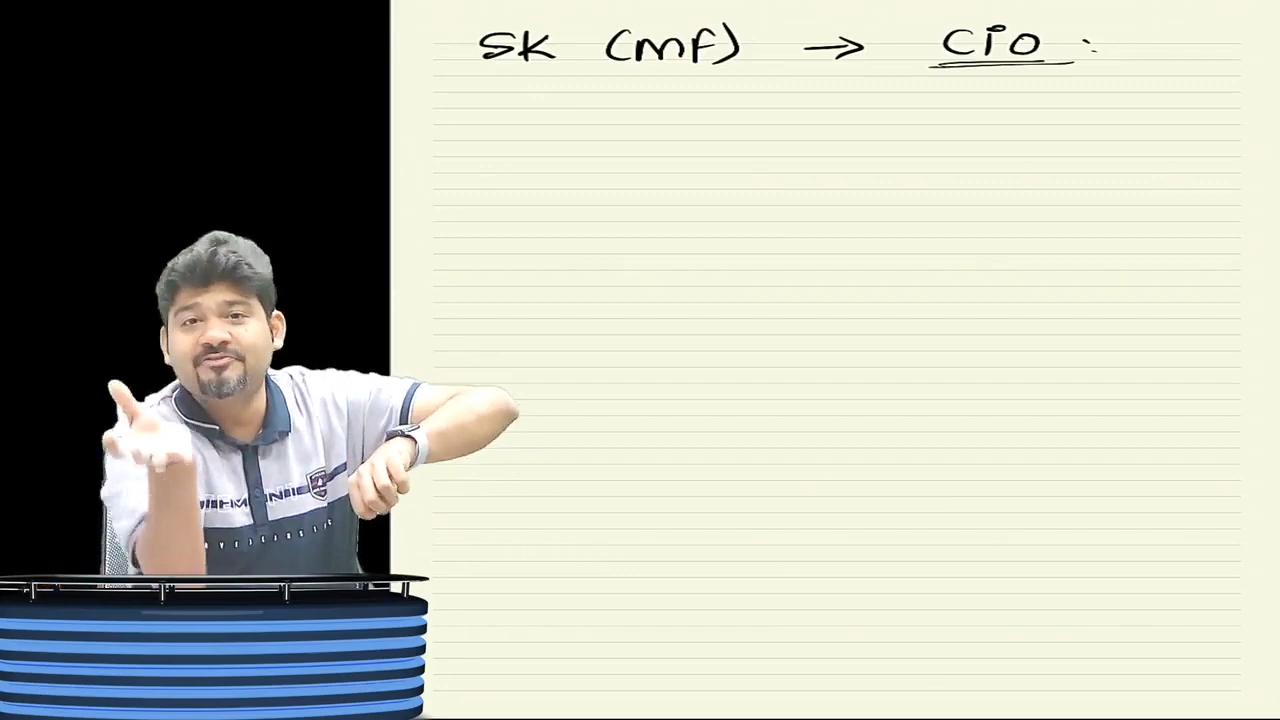 SK (MF) → CIO :